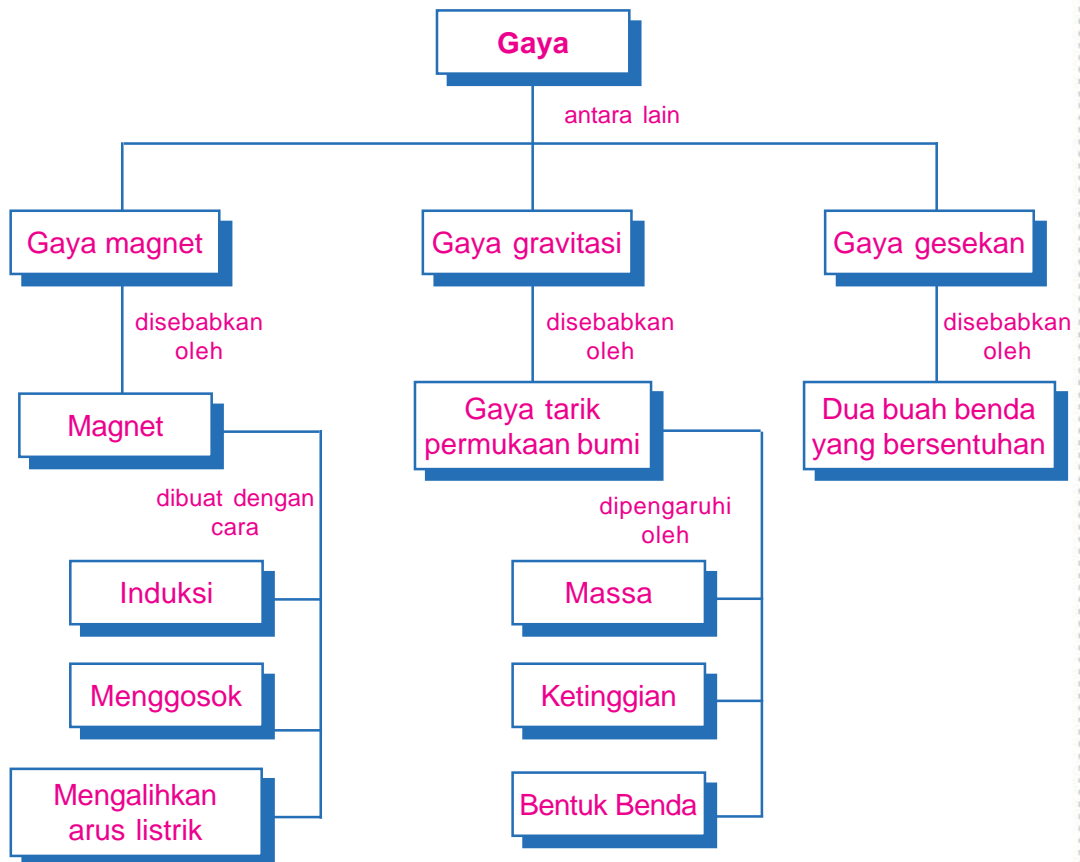 Gaya
antara lain
Gaya magnet
Gaya gravitasi
Gaya gesekan
disebabkan
oleh
disebabkan
oleh
disebabkan
oleh
Magnet
Gaya tarik
permukaan bumi
Dua buah benda
yang bersentuhan
dibuat dengan
cara
dipengaruhi
oleh
Induksi
Massa
Menggosok
Ketinggian
Mengalihkan
arus listrik
Bentuk Benda